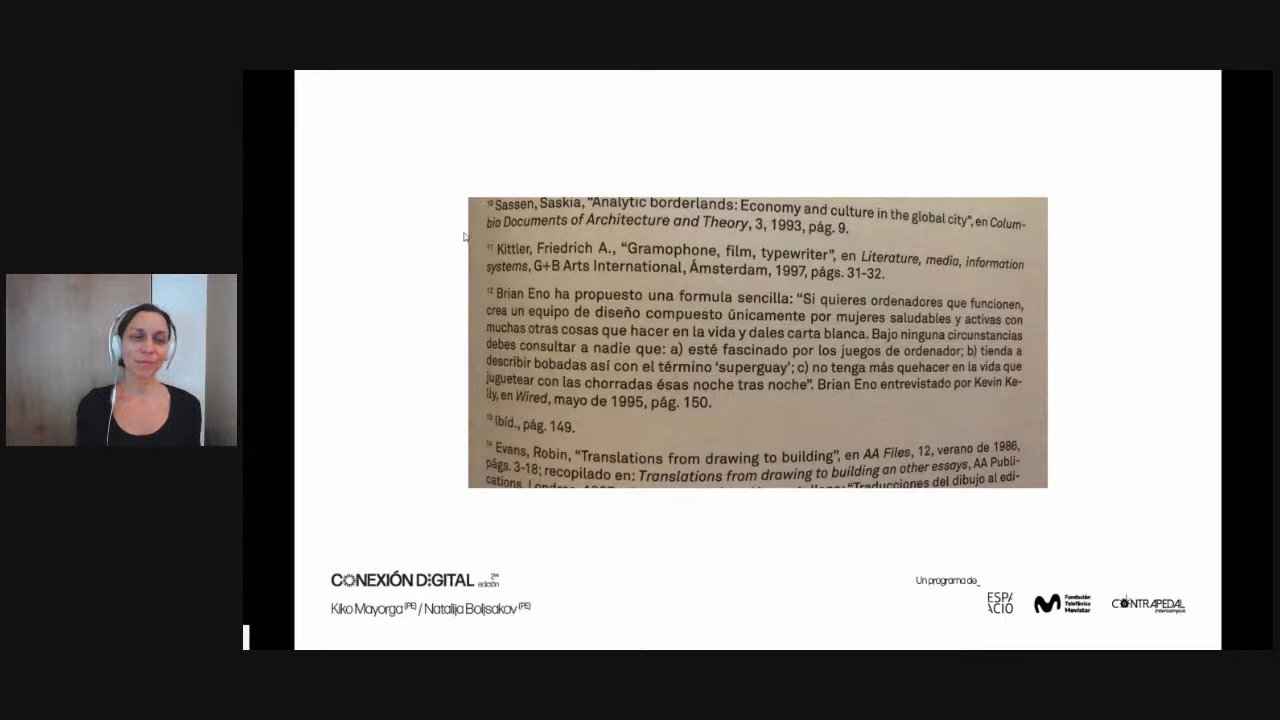 10 Sassen, Saskia, “Analytic borderlands: Economy and culture in the global city”, en Colum-
bia Documents of Architecture and Theory, 3, 1993, pág. 9.
11 Kittler, Friedrich A., “Gramophone, film, typewriter”, en Literature, media, information
systems, G+B Arts International, Ámsterdam, 1997, págs. 31-32.
12 Brian Eno ha propuesto una formula sencilla: “Si quieres ordenadores que funcionen,
crea un equipo de diseño compuesto únicamente por mujeres saludables y activas con
muchas otras cosas que hacer en la vida y dales carta blanca. Bajo ninguna circunstancias
debes consultar a nadie que: a) esté fascinado por los juegos de ordenador; b) tienda a
describir bobadas así con el término ‘superguay’; c) no tenga más quehacer en la vida que
juguetear con las chorradas ésas noche tras noche”. Brian Eno entrevistado por Kevin Ke-
lly, en Wired, mayo de 1995, pág. 150.
13 Ibíd., pág. 149.
14 Evans, Robin, “Translations from drawing to building”, en AA Files, 12, verano de 1986,
págs. 3-18; recopilado en: Translations from drawing to building an other essays, AA Publi-
cations, “Traducciones del dibujo al edi-
CONEXIÓN DIGITAL 2da edición
Kiko Mayorga (PE) / Natalija Boljsakov (PE)
Un programa de_
ESPACIO
Fundación
Telefónica
Movistar
CONTRAPEDAL
intercampus